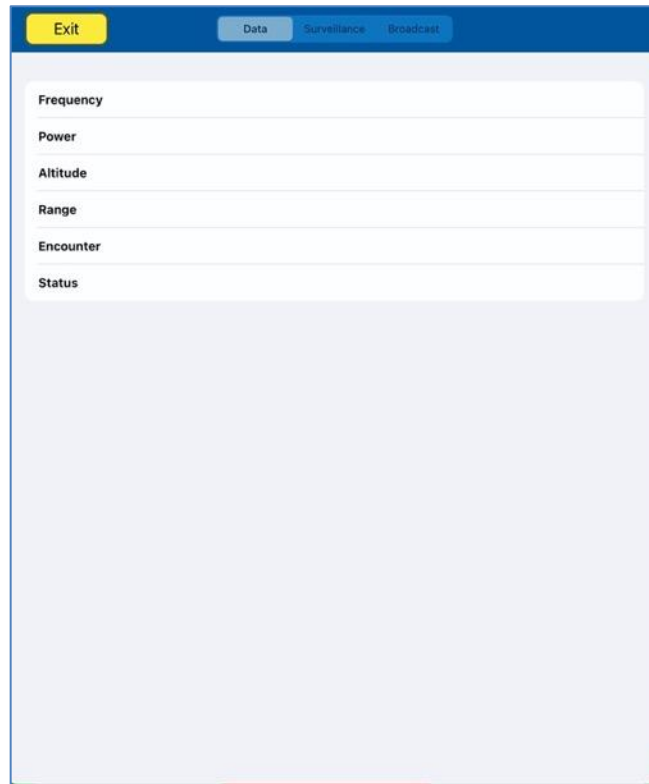 Exit Data Surveillance Broadcast
Frequency
Power
Altitude
Range
Encounter
Status